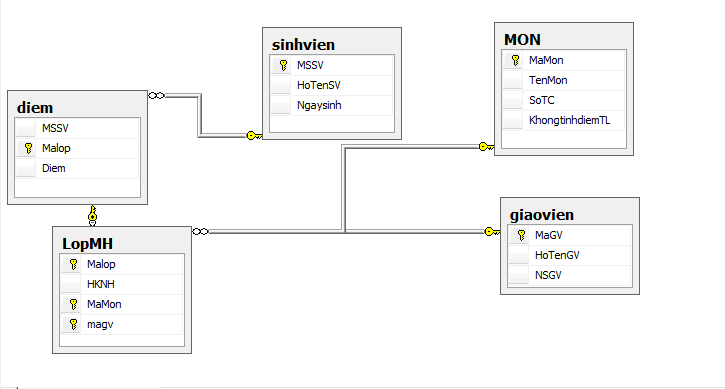 sinhvien
MSSV
HoTenSV
Ngaysinh
MON
MaMon
TenMon
SoTC
KhongtinhdiemTL
diem
MSSV
Malop
Diem
LopMH
Malop
HKNH
MaMon
magv
giaovien
MaGV
HoTenGV
NSGV